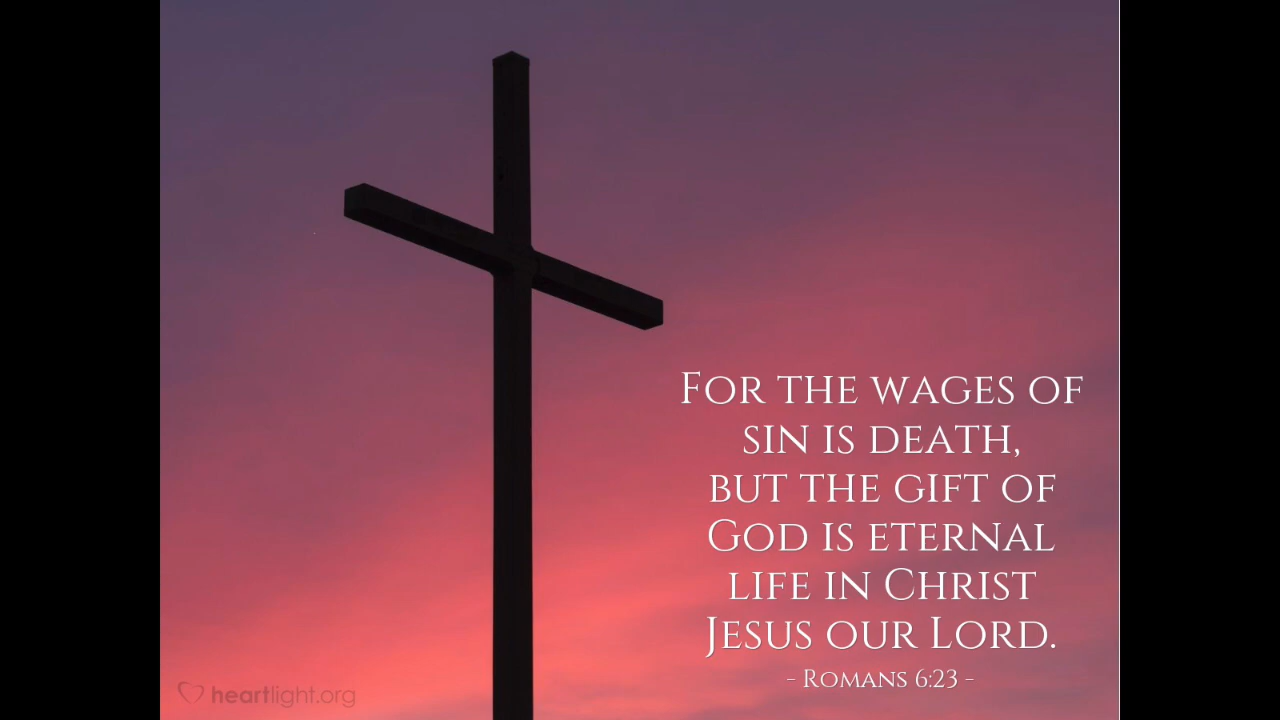 For the wages of
sin is death,
but the gift of
God is eternal
life in Christ
Jesus our Lord.
- Romans 6:23 -
heartlight.org